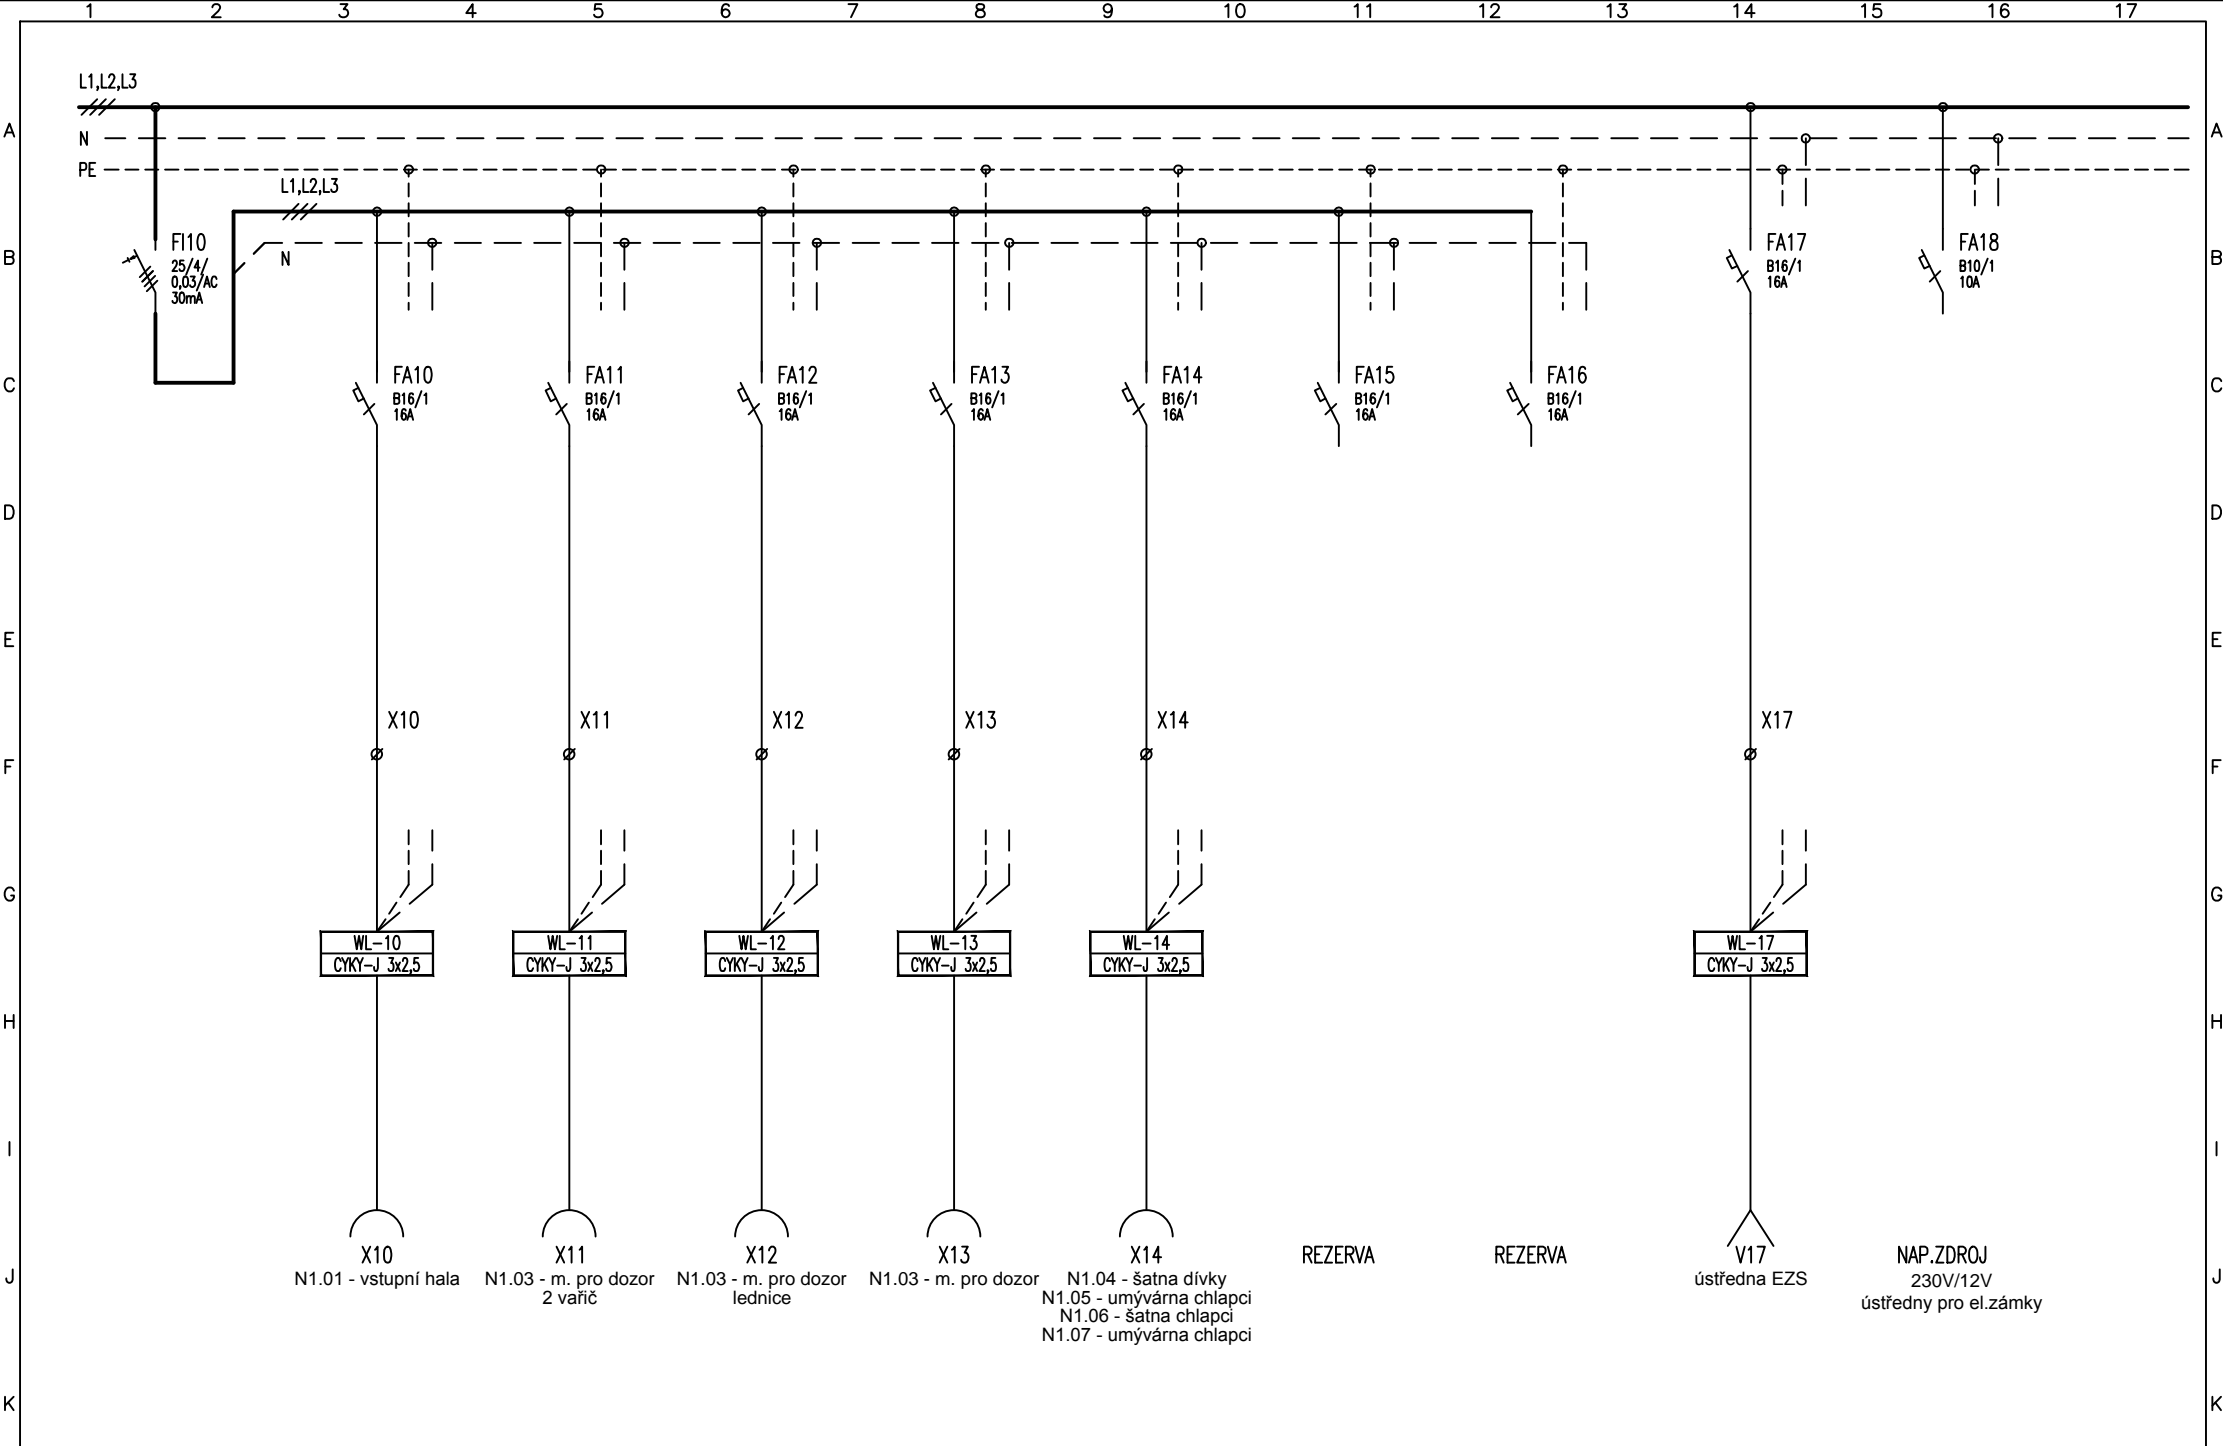 1 2 3 4 5 6 7 8 9 10 11 12 13 14 15 16 17
L1,L2,L3
A A
N
PE
L1,L2,L3
B B
N
FI10
25/4/
0,03/AC
30mA
FA17
B16/1
16A
FA18
B10/1
10A
C C
FA10
B16/1
16A
FA11
B16/1
16A
FA12
B16/1
16A
FA13
B16/1
16A
FA14
B16/1
16A
FA15
B16/1
16A
FA16
B16/1
16A
D D
E E
X10 X11 X12 X13 X14 X17
F F
G G
WL-10
CYKY-J 3x2,5
WL-11
CYKY-J 3x2,5
WL-12
CYKY-J 3x2,5
WL-13
CYKY-J 3x2,5
WL-14
CYKY-J 3x2,5
WL-17
CYKY-J 3x2,5
H H
I I
X10
N1.01 - vstupní hala
X11
N1.03 - m. pro dozor
2 vařič
X12
N1.03 - m. pro dozor
lednice
X13
N1.03 - m. pro dozor
X14
N1.04 - šatna dívky
N1.05 - umývárna chlapci
N1.06 - šatna chlapci
N1.07 - umývárna chlapci
REZERVA
REZERVA
V17
ústředna EZS
NAP.ZDROJ
230V/12V
ústředny pro el.zámky
J J
K K